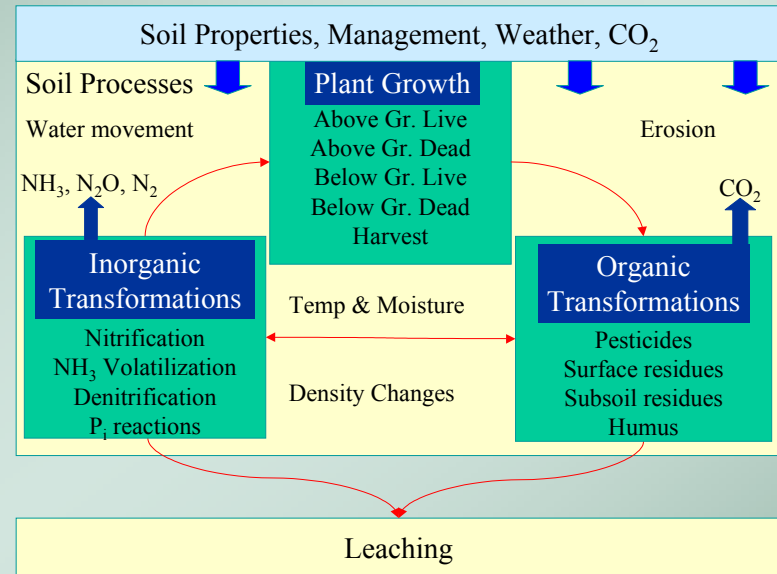 Soil Properties, Management, Weather, CO₂
Soil Processes
Plant Growth
Water movement
Above Gr. Live
Above Gr. Dead
Below Gr. Live
Below Gr. Dead
Harvest
Erosion
NH₃, N₂O, N₂
CO₂
Inorganic
Transformations
Nitrification
NH₃ Volatilization
Denitrification
Pᵢ reactions
Temp & Moisture
Density Changes
Organic
Transformations
Pesticides
Surface residues
Subsoil residues
Humus
Leaching